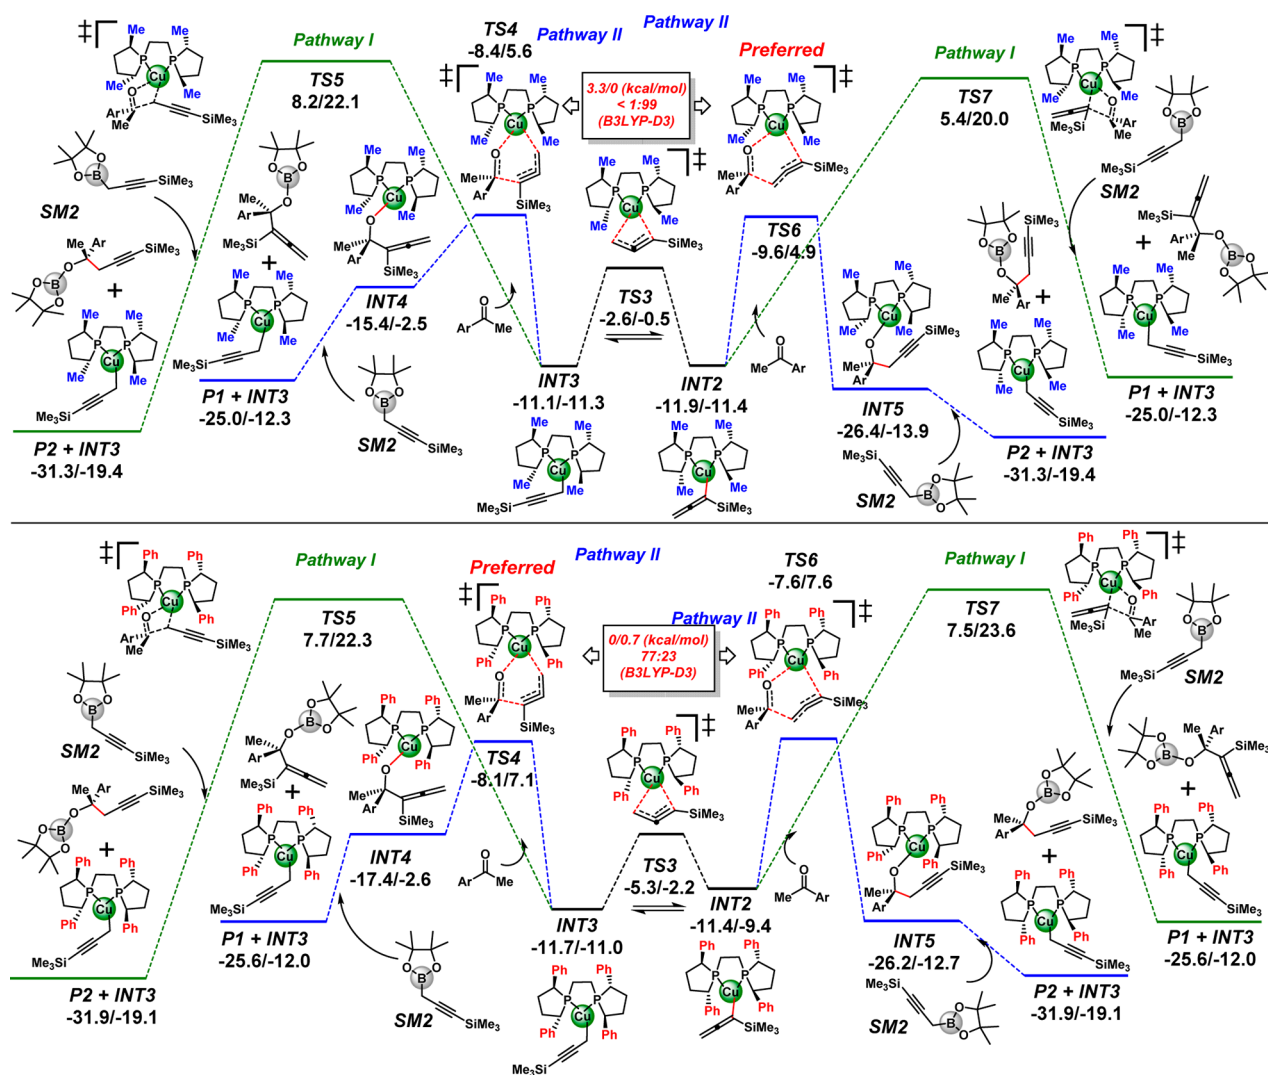 Pathway I
TS5
8.2/22.1
TS4
-8.4/5.6
Pathway II
Pathway II
3.3/0 (kcal/mol)
< 1:99
(B3LYP-D3)
Preferred
Pathway I
TS7
5.4/20.0
SM2
SM2
P2 + INT3
-31.3/-19.4
P1 + INT3
-25.0/-12.3
INT4
-15.4/-2.5
SM2
INT3
-11.1/-11.3
TS3
-2.6/-0.5
INT2
-11.9/-11.4
TS6
-9.6/4.9
INT5
-26.4/-13.9
SM2
P2 + INT3
-31.3/-19.4
P1 + INT3
-25.0/-12.3
Pathway I
TS5
7.7/22.3
Preferred
Pathway II
TS6
-7.6/7.6
Pathway II
0/0.7 (kcal/mol)
77:23
(B3LYP-D3)
Pathway I
TS7
7.5/23.6
SM2
SM2
P2 + INT3
-31.9/-19.1
P1 + INT3
-25.6/-12.0
INT4
-17.4/-2.6
SM2
TS4
-8.1/7.1
INT3
-11.7/-11.0
TS3
-5.3/-2.2
INT2
-11.4/-9.4
INT5
-26.2/-12.7
SM2
P2 + INT3
-31.9/-19.1
P1 + INT3
-25.6/-12.0